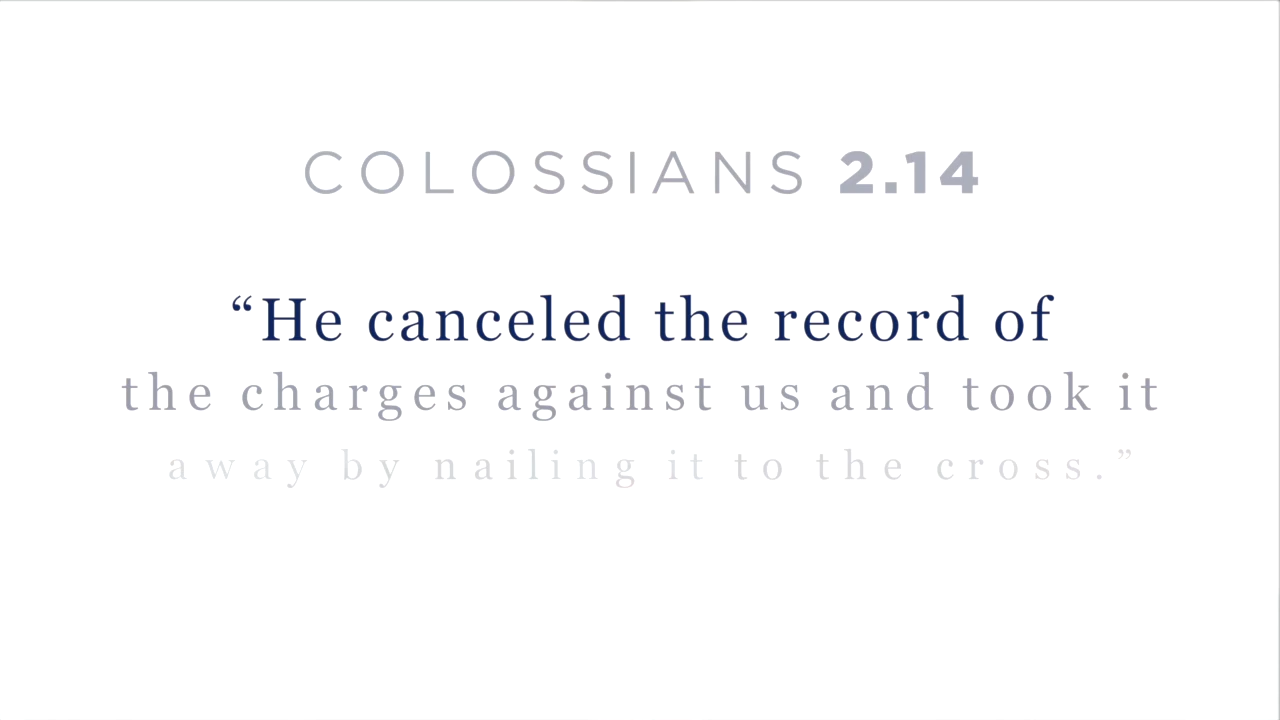 COLOSSIANS 2.14
“He canceled the record of
the charges against us and took it
away by nailing it to the cross.”